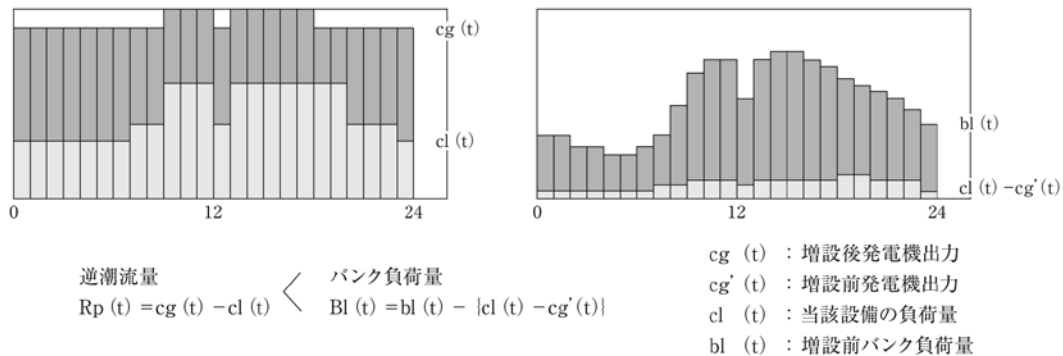 cg (t)
cl (t)
0 12 24
bl (t)
cl (t) −cg’(t)
0 12 24
逆潮流量 < バンク負荷量
Rp (t) =cg (t) −cl (t) Bl (t) =bl (t) − {cl (t) −cg’(t)}
cg (t) : 増設後発電機出力
cg’ (t) : 増設前発電機出力
cl (t) : 当該設備の負荷量
bl (t) : 増設前バンク負荷量